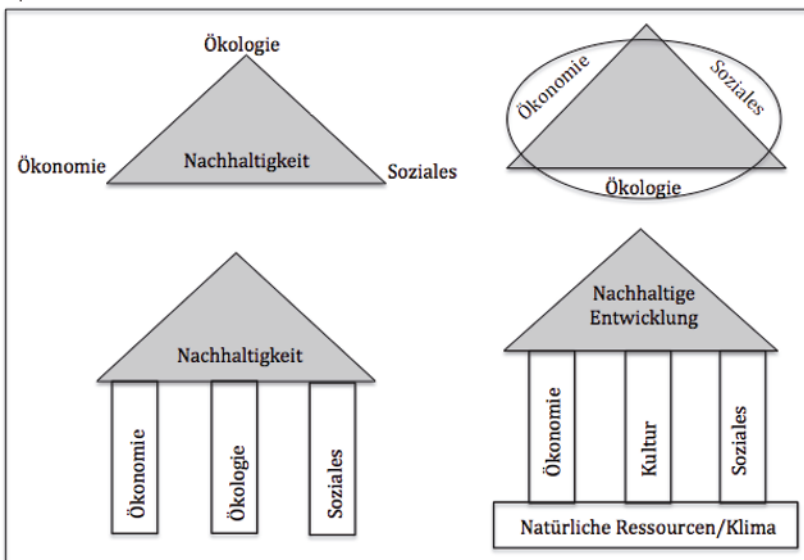 Ökologie
Ökonomie
Nachhaltigkeit
Soziales
Ökonomie
Soziales
Ökologie
Nachhaltigkeit
Ökonomie
Ökologie
Soziales
Nachhaltige
Entwicklung
Ökonomie
Kultur
Soziales
Natürliche Ressourcen/Klima